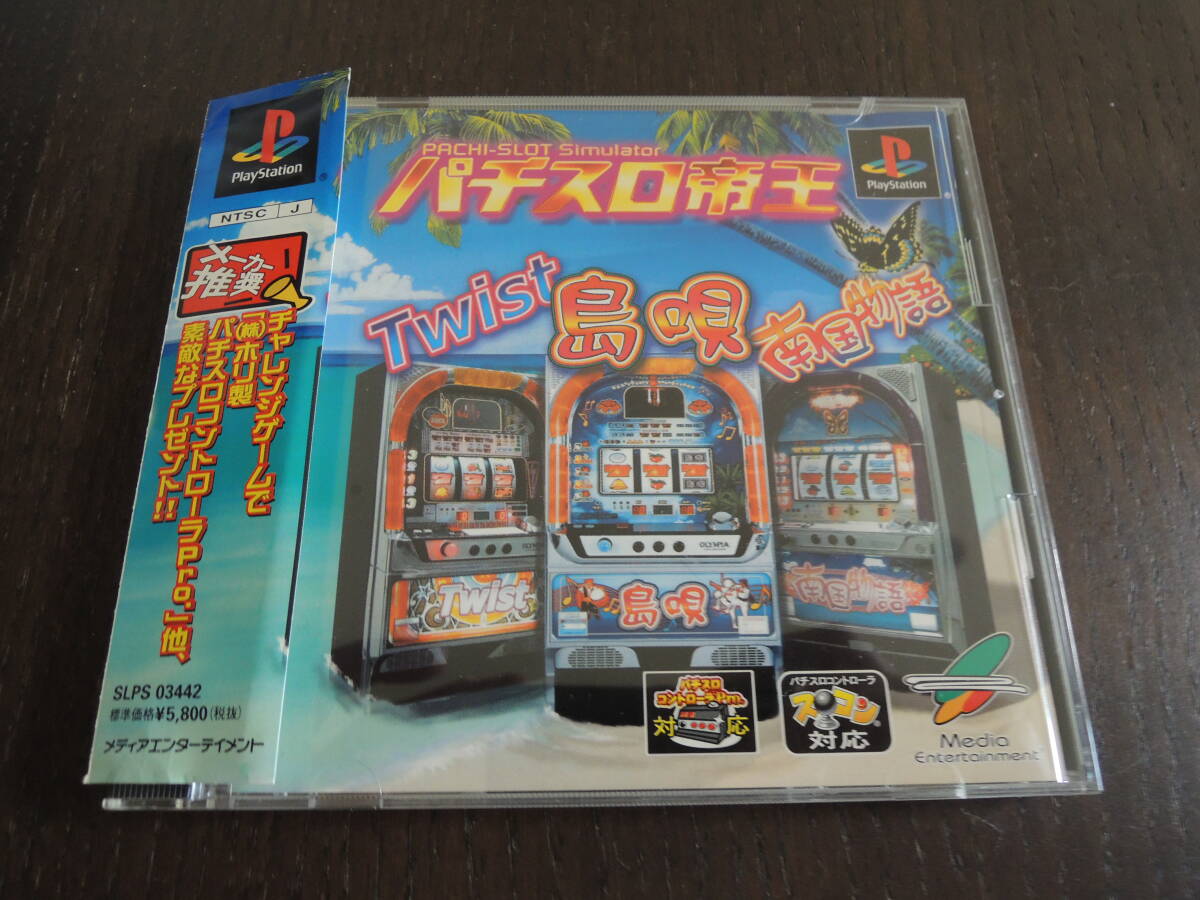 PlayStation
NTSC J
メーカー
推奨
チャレンジゲームで
「㈱ホリ製
パチスロコントローラPro.」他、
素敵なプレゼント!!
SLPS 03442
標準価格¥5,800(税抜)
メディアエンターテイメント
PACHI-SLOT Simulator
パチスロ帝王
PlayStation
Twist
島唄
南国物語
OLYMPIA
Twist
島唄
南国物語
パチスロ
コントローラPro.
対応
パチスロコントローラ
スロコン
対応
Media
Entertainment